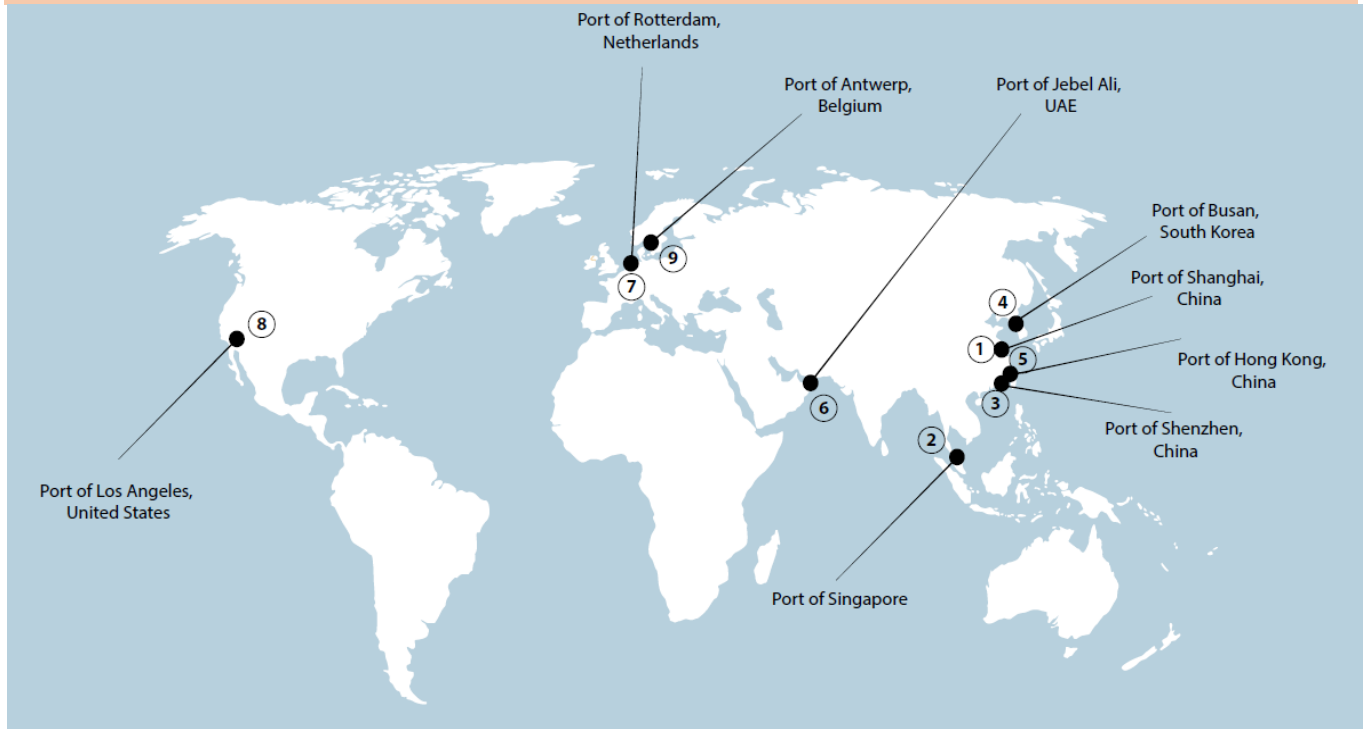 Port of Rotterdam,
Netherlands
Port of Antwerp,
Belgium
Port of Jebel Ali,
UAE
Port of Busan,
South Korea
Port of Shanghai,
China
Port of Hong Kong,
China
Port of Shenzhen,
China
Port of Singapore
Port of Los Angeles,
United States
9
7
4
8
1
5
3
6
2